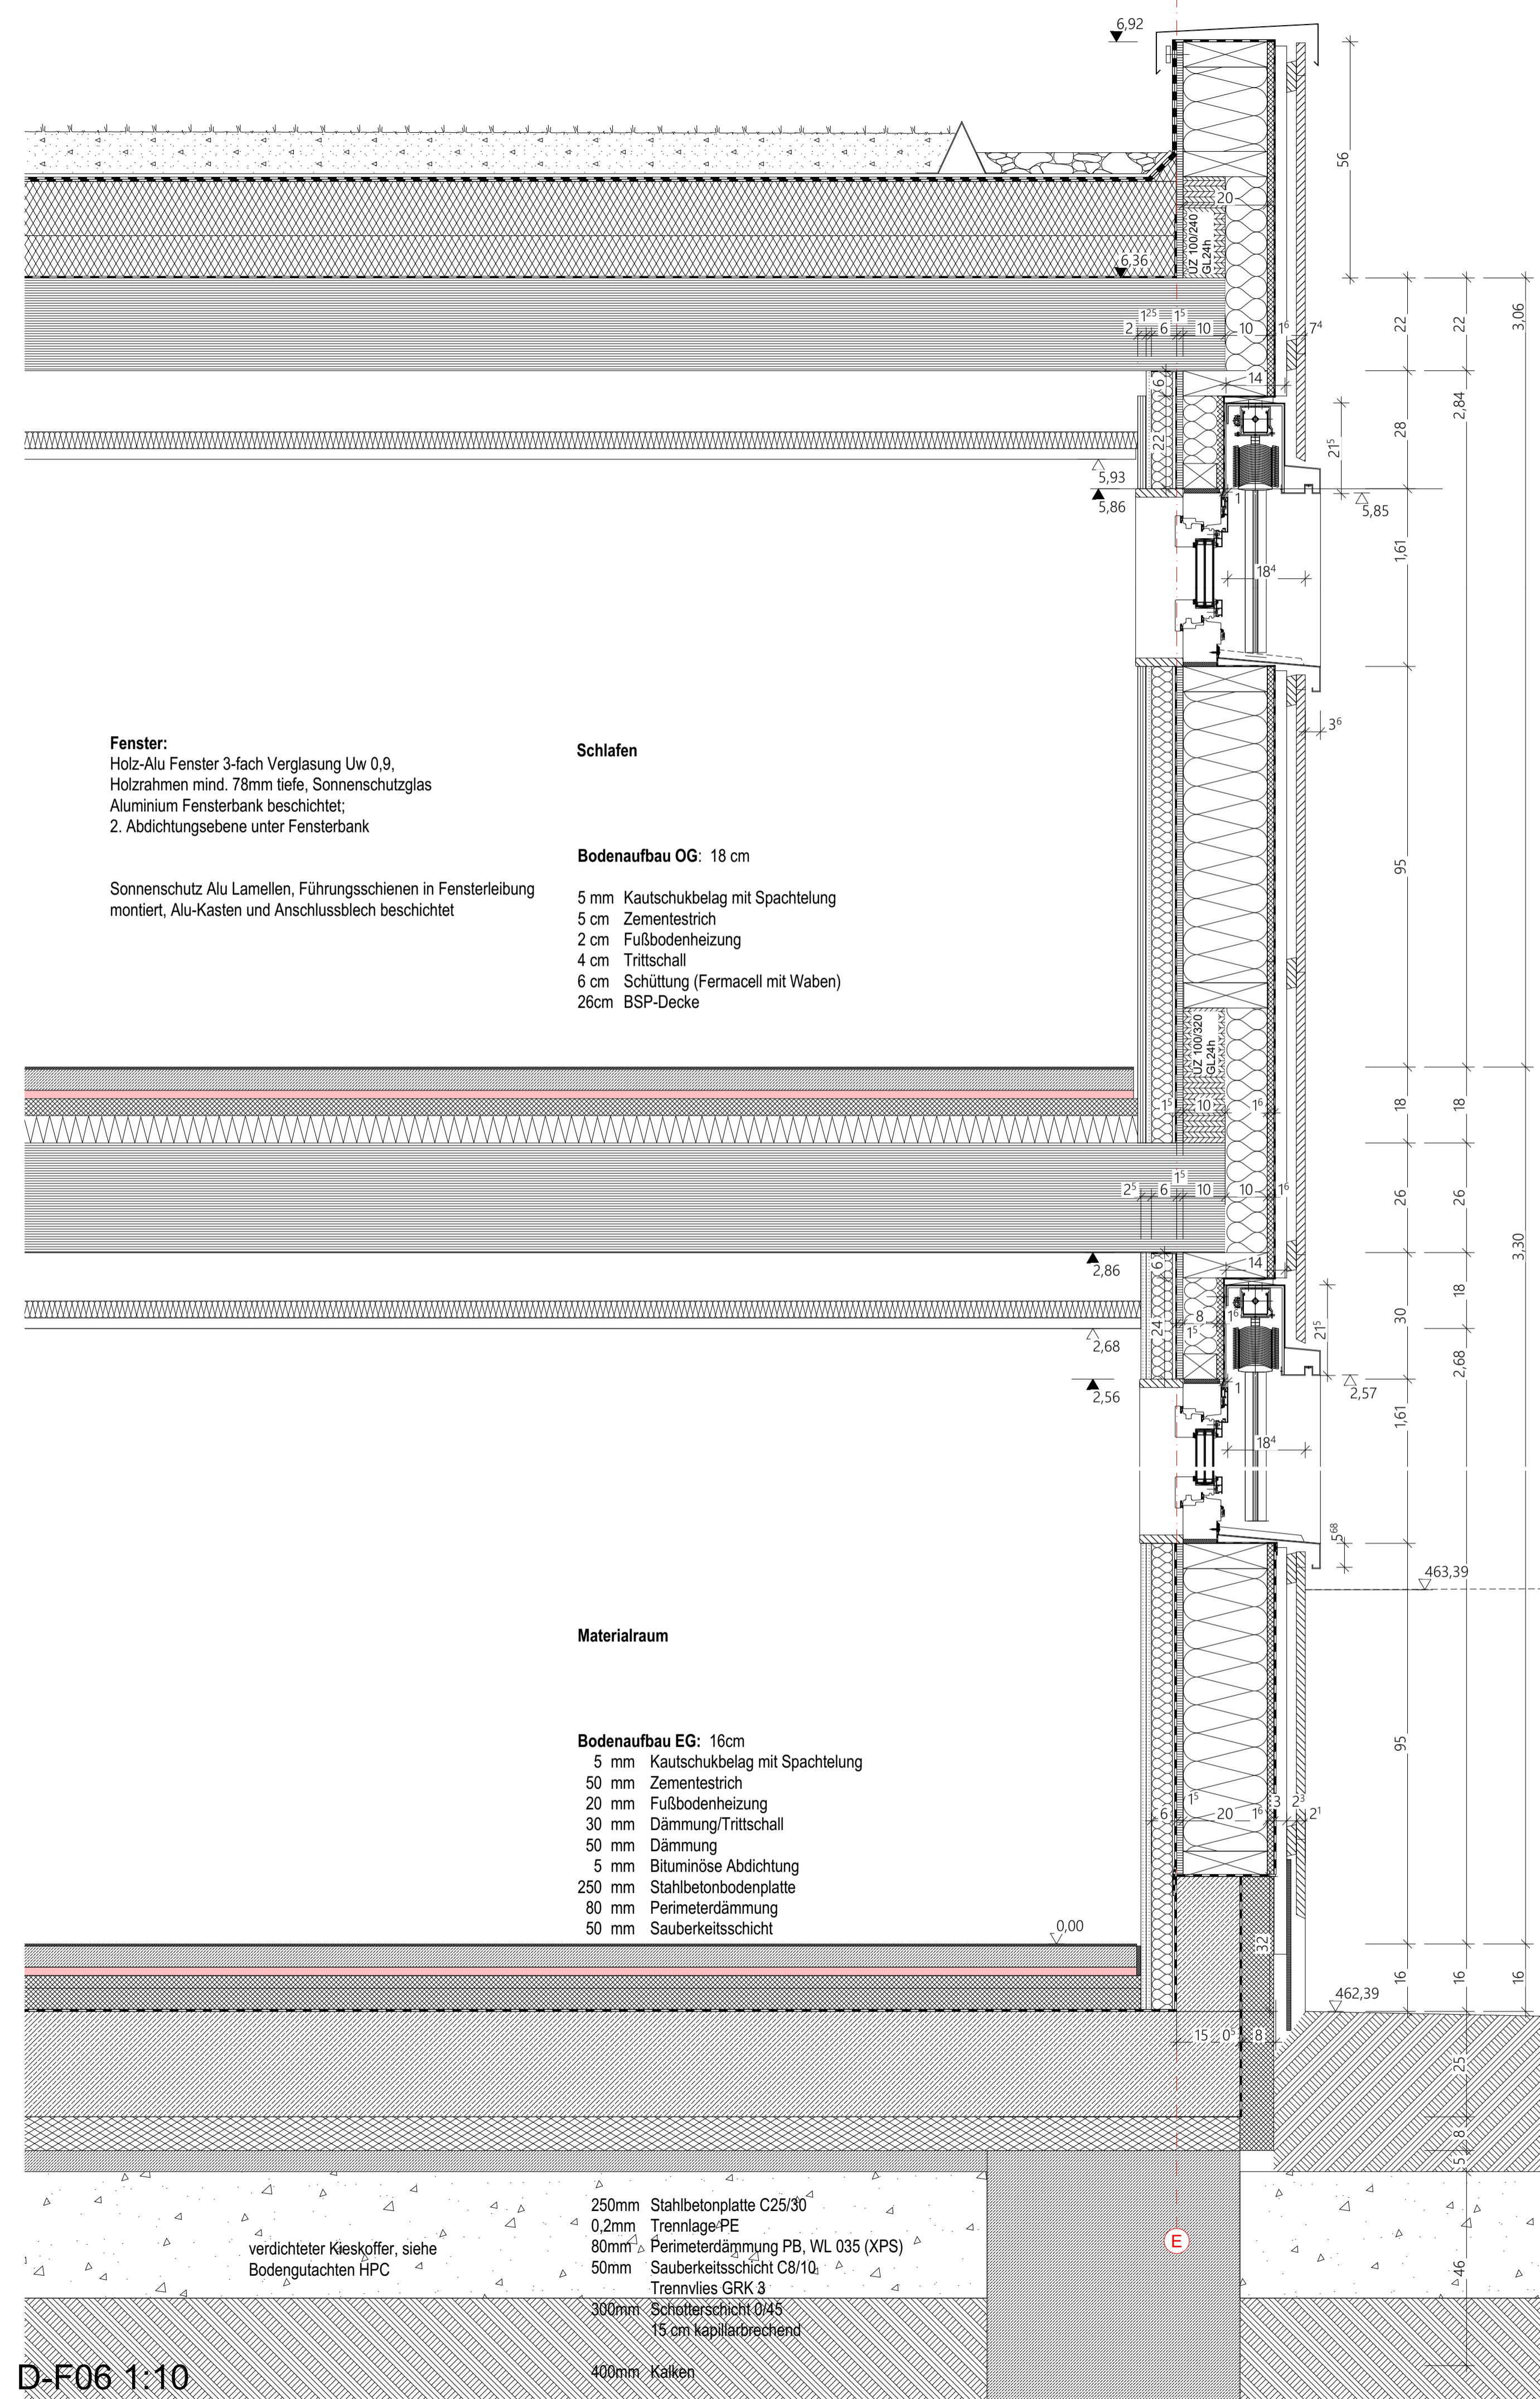 6,92
56
20
UZ 100/240
GL24h
6,36
1²⁵
1⁵
2
6
10
10
1⁶
7⁴
22
22
3,06
6
14
22
28
2,84
21⁵
5,93
5,86
1
5,85
18⁴
1,61
3⁶
Fenster:
Holz-Alu Fenster 3-fach Verglasung Uw 0,9,
Holzrahmen mind. 78mm tiefe, Sonnenschutzglas
Aluminium Fensterbank beschichtet;
2. Abdichtungsebene unter Fensterbank
Sonnenschutz Alu Lamellen, Führungsschienen in Fensterleibung
montiert, Alu-Kasten und Anschlussblech beschichtet
Schlafen
Bodenaufbau OG: 18 cm
5 mm Kautschukbelag mit Spachtelung
5 cm Zementestrich
2 cm Fußbodenheizung
4 cm Trittschall
6 cm Schüttung (Fermacell mit Waben)
26cm BSP-Decke
95
UZ 100/320
GL24h
1⁵
10
1⁶
18
18
1⁵
2⁵
6
10
10
1⁶
26
26
3,30
2,86
6
14
18
8
1⁶
1⁵
24
30
21⁵
2,68
2,68
2,56
1
2,57
1,61
18⁴
5⁶⁸
463,39
Materialraum
Bodenaufbau EG: 16cm
5 mm Kautschukbelag mit Spachtelung
50 mm Zementestrich
20 mm Fußbodenheizung
30 mm Dämmung/Trittschall
50 mm Dämmung
5 mm Bituminöse Abdichtung
250 mm Stahlbetonbodenplatte
80 mm Perimeterdämmung
50 mm Sauberkeitsschicht
95
1⁵
3
2³
6
20
1⁶
2¹
0,00
32
16
16
16
462,39
15
0⁵
8
25
8
5
46
E
250mm Stahlbetonplatte C25/30
0,2mm Trennlage PE
80mm Perimeterdämmung PB, WL 035 (XPS)
50mm Sauberkeitsschicht C8/10
Trennvlies GRK 3
300mm Schotterschicht 0/45
15 cm kapillarbrechend
400mm Kalken
verdichteter Kieskoffer, siehe
Bodengutachten HPC
D-F06 1:10